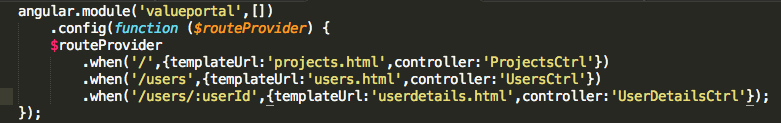 angular.module('valueportal',[])
    .config(function ($routeProvider) {
    $routeProvider
        .when('/',{templateUrl:'projects.html',controller:'ProjectsCtrl'})
        .when('/users',{templateUrl:'users.html',controller:'UsersCtrl'})
        .when('/users/:userId',{templateUrl:'userdetails.html',controller:'UserDetailsCtrl'});
});